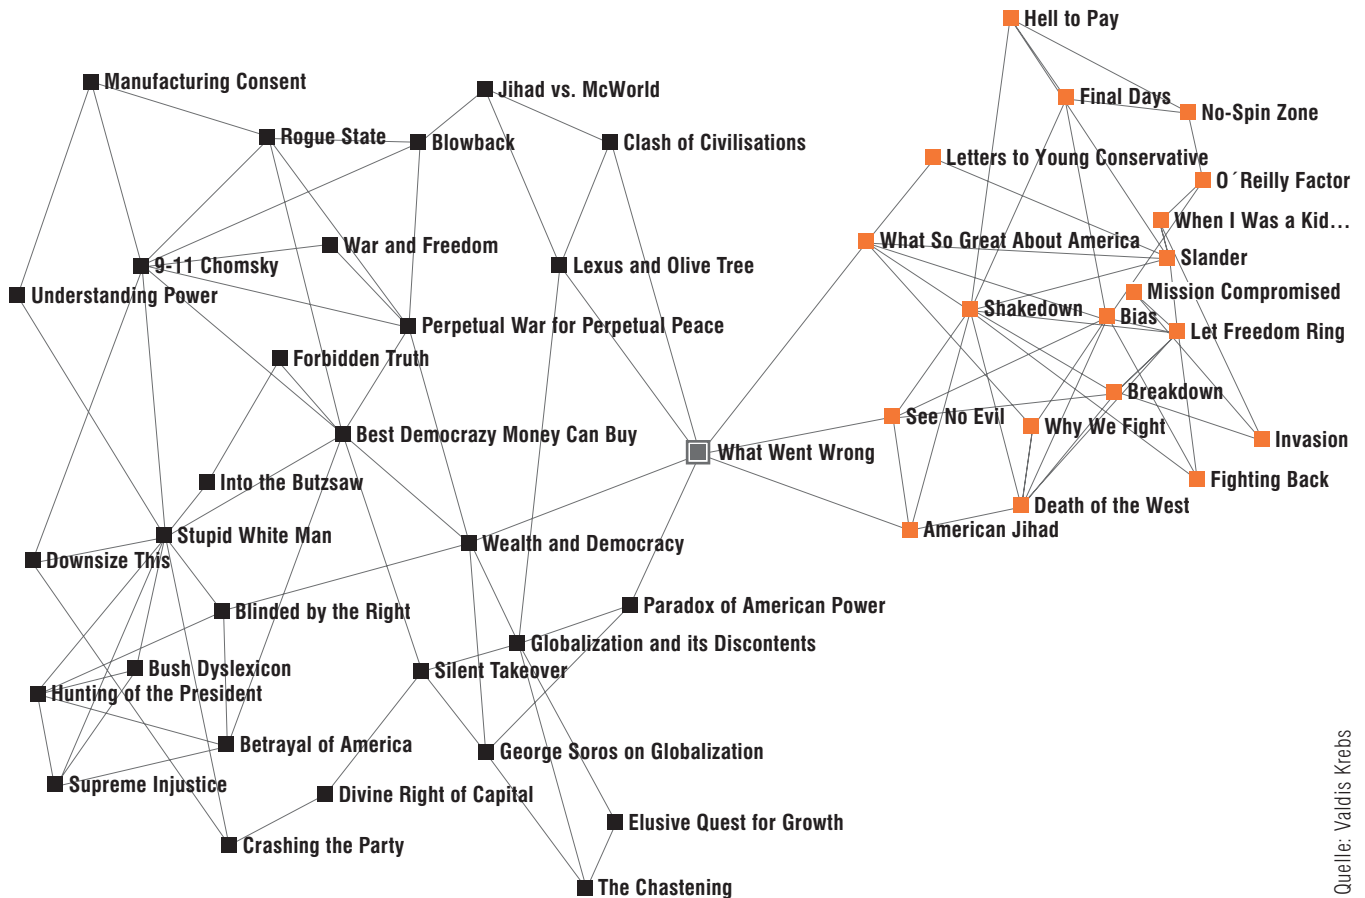 Hell to Pay
Manufacturing Consent
Jihad vs. McWorld
Final Days
No-Spin Zone
Rogue State
Blowback
Clash of Civilisations
Letters to Young Conservative
O´Reilly Factor
When I Was a Kid...
War and Freedom
What So Great About America
Slander
9-11 Chomsky
Lexus and Olive Tree
Understanding Power
Mission Compromised
Shakedown
Bias
Perpetual War for Perpetual Peace
Let Freedom Ring
Forbidden Truth
Breakdown
See No Evil
Why We Fight
Best Democrazy Money Can Buy
Invasion
What Went Wrong
Into the Butzsaw
Fighting Back
Death of the West
Stupid White Man
American Jihad
Wealth and Democracy
Downsize This
Paradox of American Power
Blinded by the Right
Globalization and its Discontents
Bush Dyslexicon
Silent Takeover
Hunting of the President
Betrayal of America
George Soros on Globalization
Supreme Injustice
Divine Right of Capital
Elusive Quest for Growth
Crashing the Party
The Chastening
Quelle: Valdis Krebs